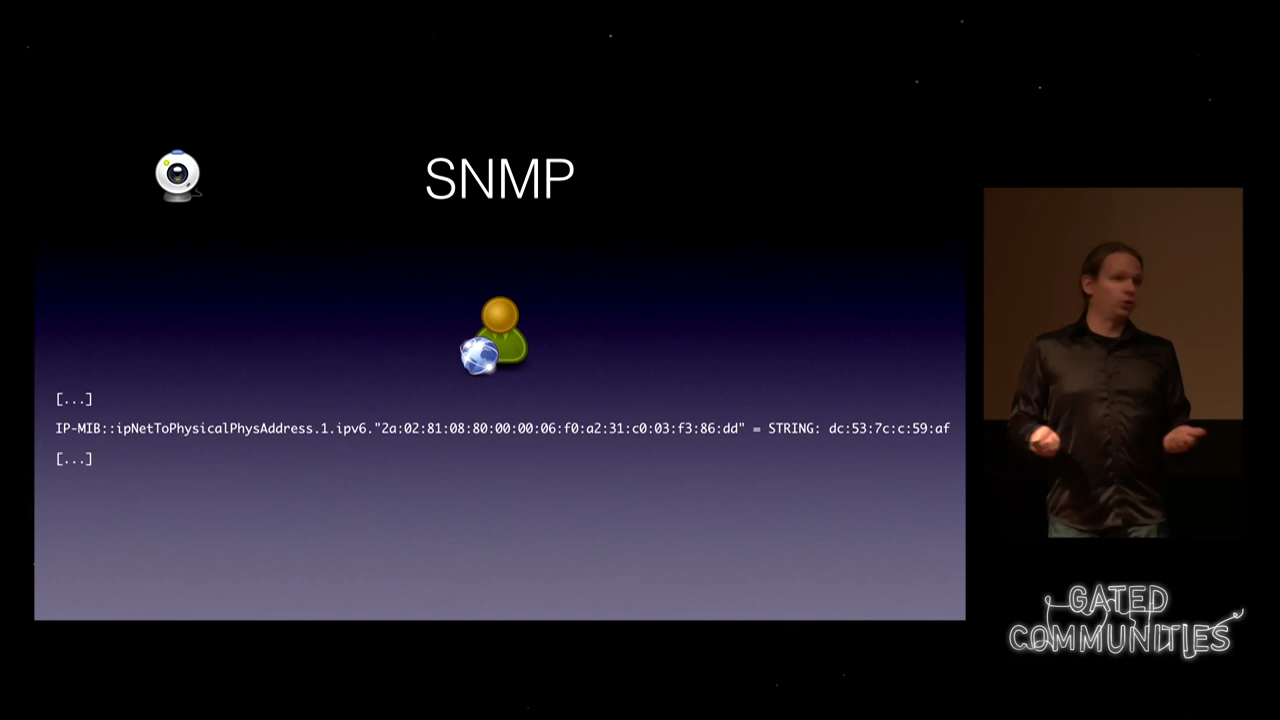 SNMP
[...]
IP-MIB::ipNetToPhysicalPhysAddress.1.ipv6."2a:02:81:08:80:00:00:06:f0:a2:31:c0:03:f3:86:dd" = STRING: dc:53:7c:c:59:af
[...]
GATED
COMMUNITIES